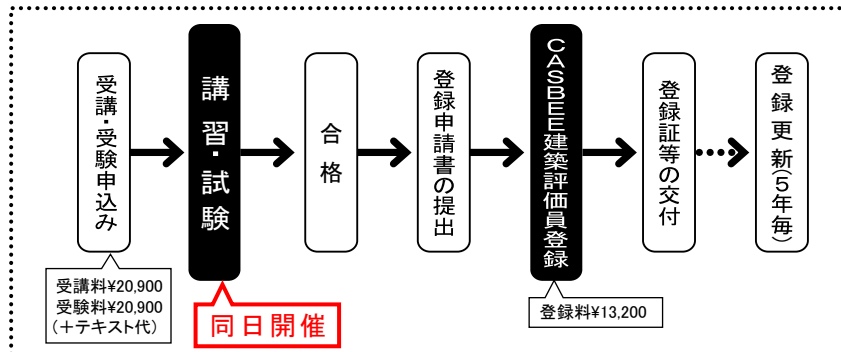 受講・受験申込み
講習・試験
合格
登録申請書の提出
CASBEE建築評価員登録
登録証等の交付
登録更新(5年毎)
受講料¥20,900
受験料¥20,900
(+テキスト代)
同日開催
登録料¥13,200